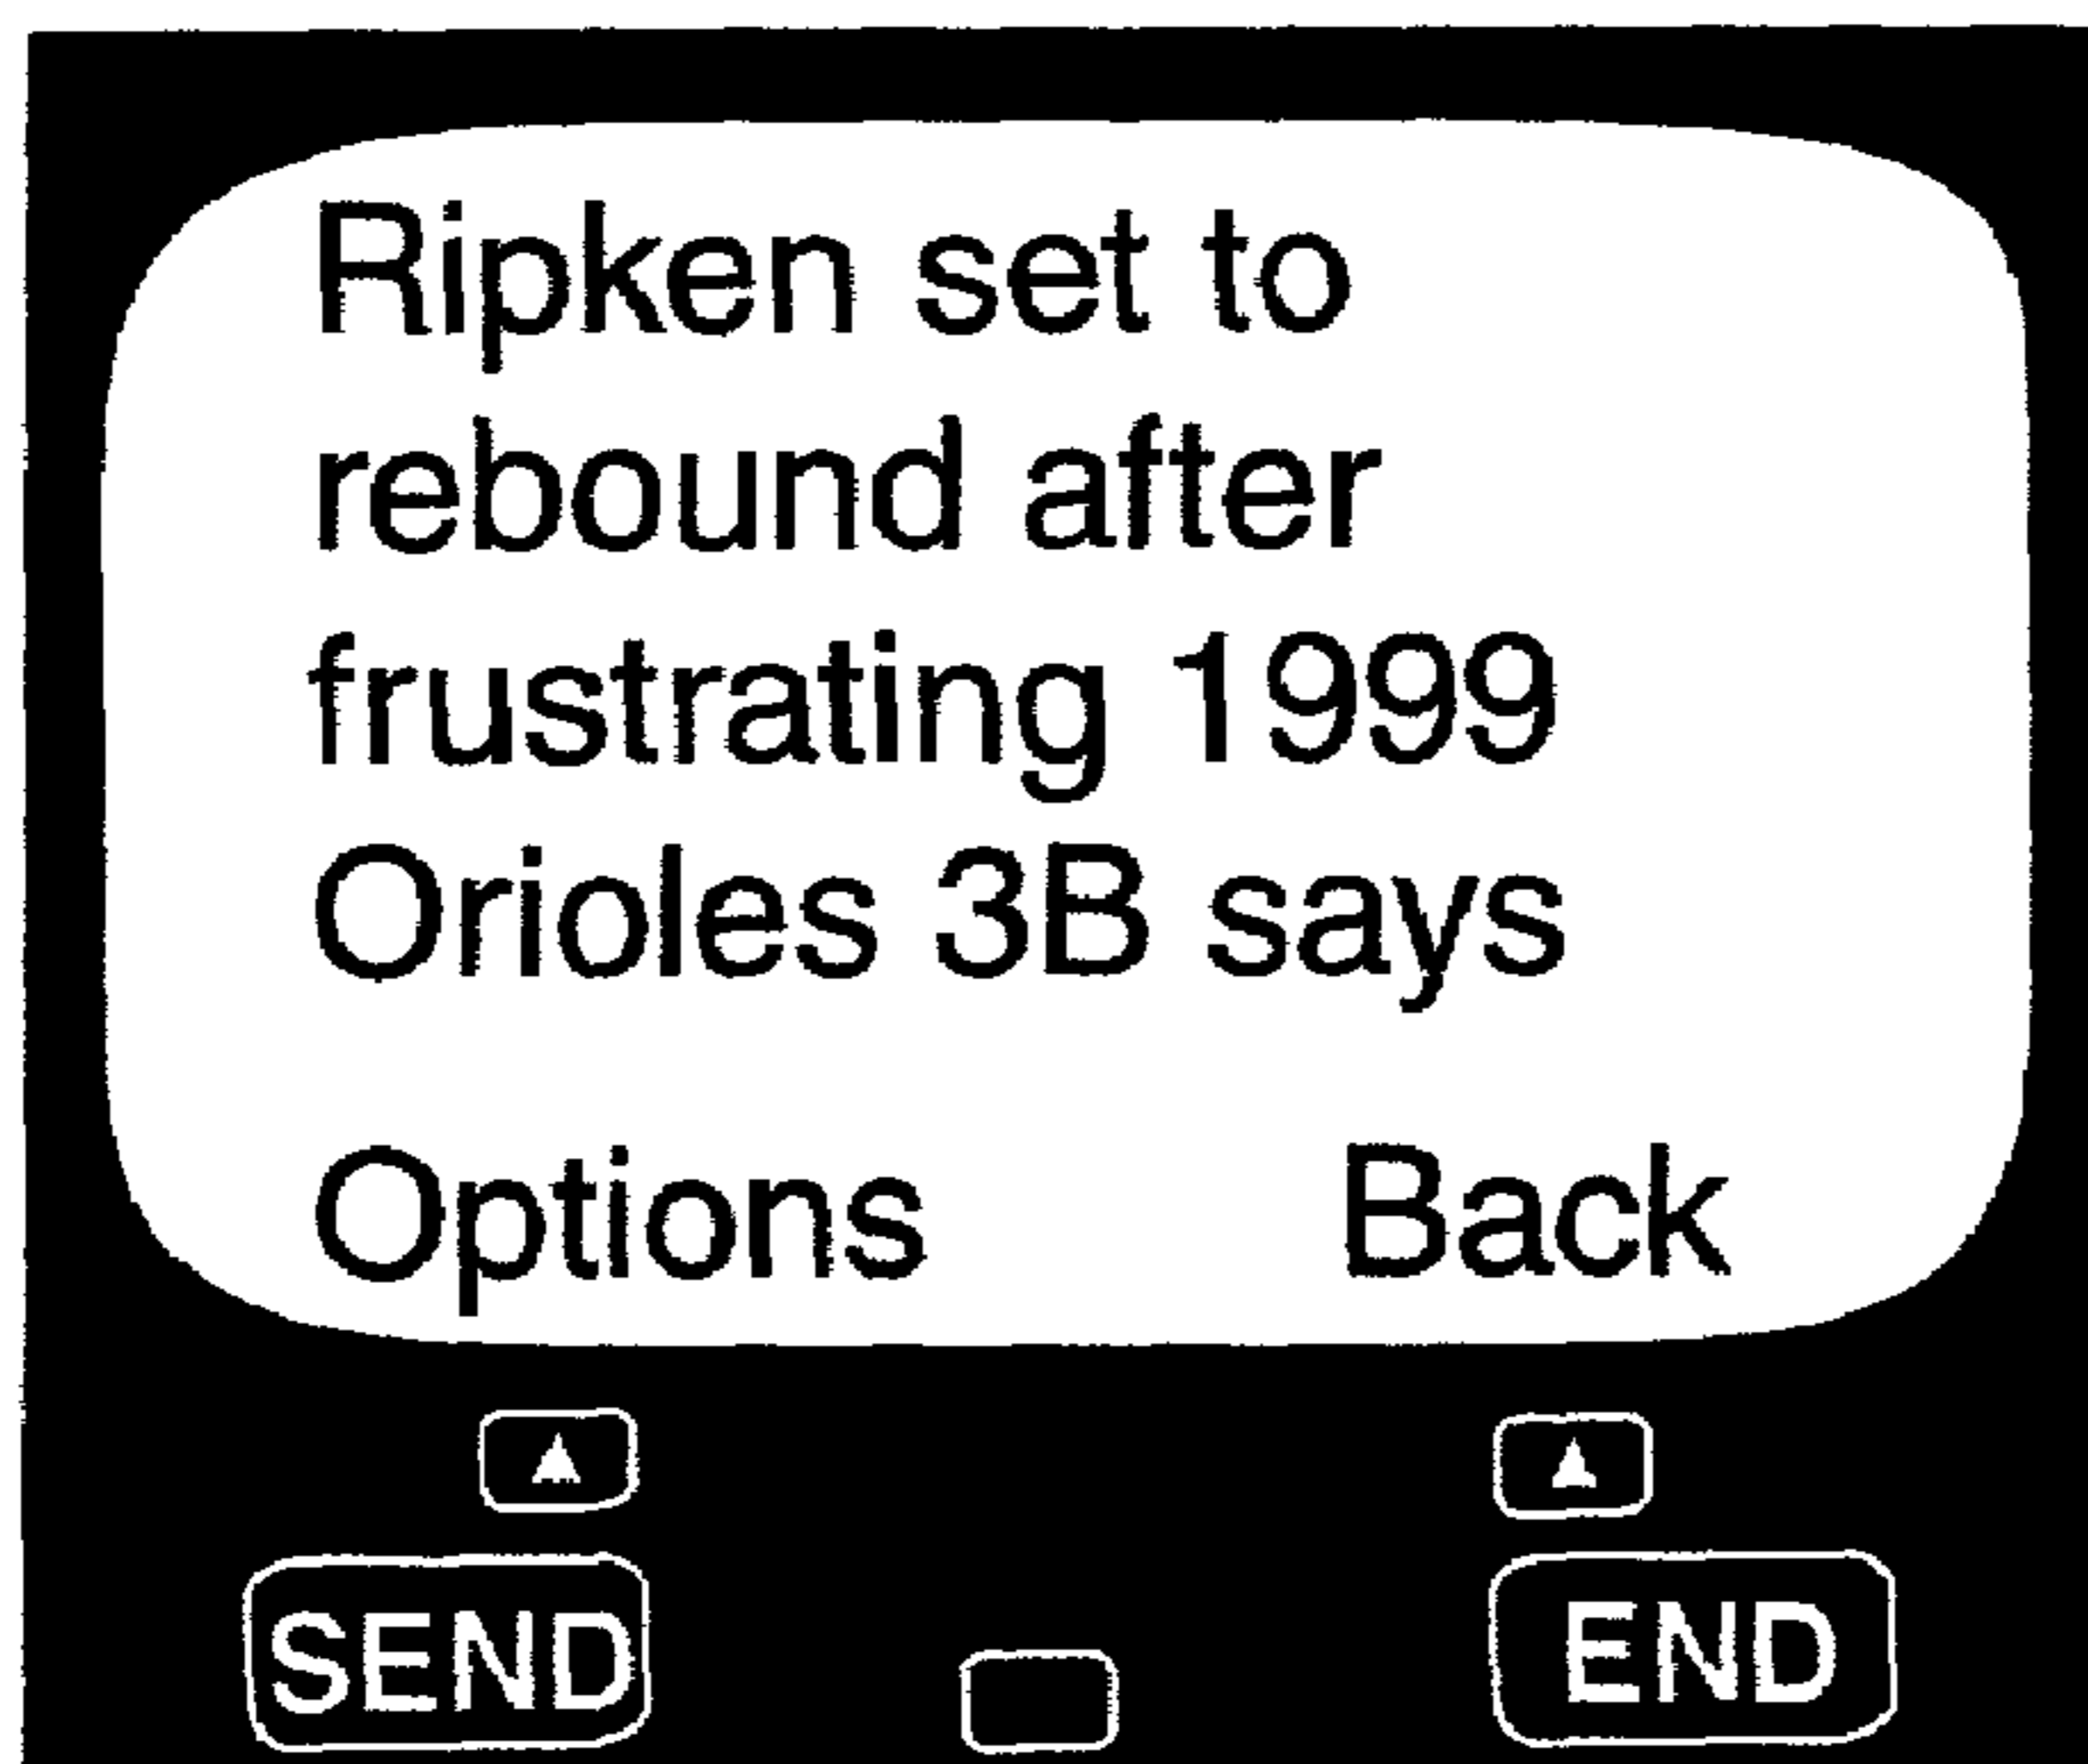 Ripken set to
rebound after
frustrating 1999
Orioles 3B says
Options Back
SEND END